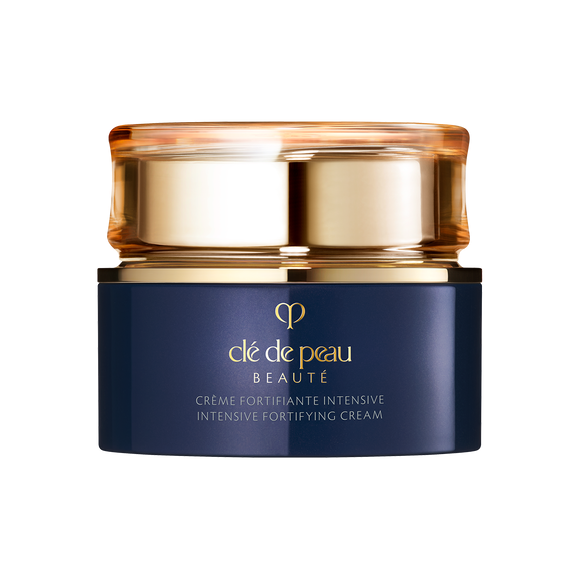 clé de peau
BEAUTÉ
CRÈME FORTIFIANTE INTENSIVE
INTENSIVE FORTIFYING CREAM